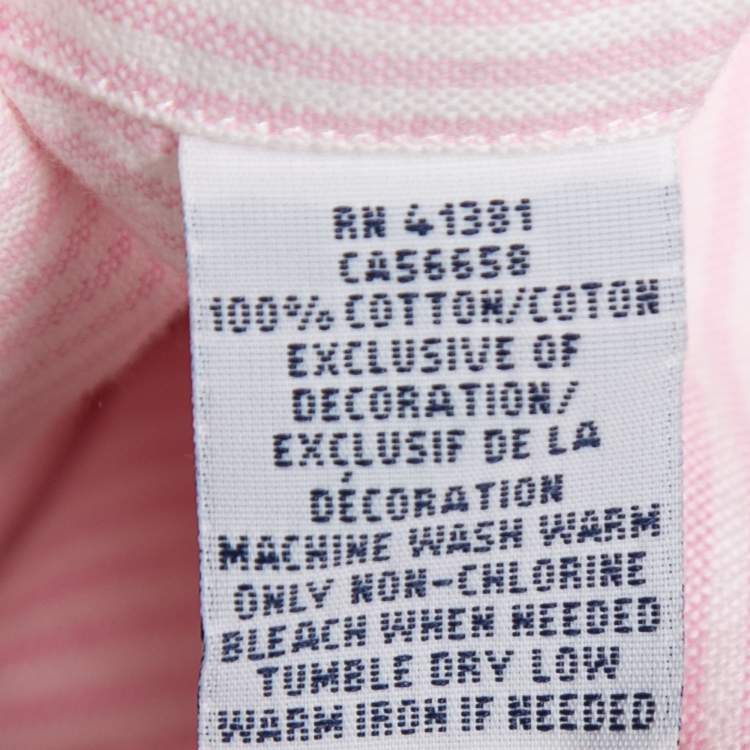 RN 41381
CA56658
100% COTTON/COTON
EXCLUSIVE OF
DECORATION/
EXCLUSIF DE LA
DÉCORATION
MACHINE WASH WARM
ONLY NON-CHLORINE
BLEACH WHEN NEEDED
TUMBLE DRY LOW
WARM IRON IF NEEDED